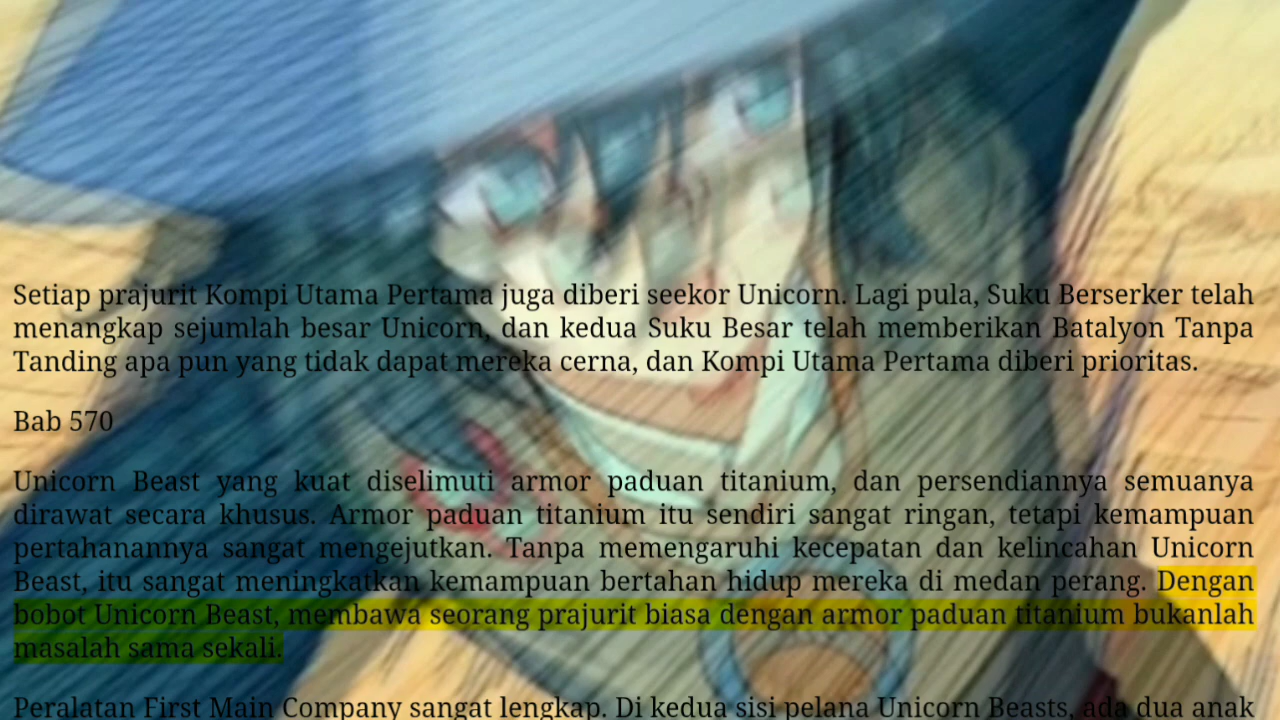 Setiap prajurit Kompi Utama Pertama juga diberi seekor Unicorn. Lagi pula, Suku Berserker telah
menangkap sejumlah besar Unicorn, dan kedua Suku Besar telah memberikan Batalyon Tanpa
Tanding apa pun yang tidak dapat mereka cerna, dan Kompi Utama Pertama diberi prioritas.
Bab 570
Unicorn Beast yang kuat diselimuti armor paduan titanium, dan persendiannya semuanya
dirawat secara khusus. Armor paduan titanium itu sendiri sangat ringan, tetapi kemampuan
pertahanannya sangat mengejutkan. Tanpa memengaruhi kecepatan dan kelincahan Unicorn
Beast, itu sangat meningkatkan kemampuan bertahan hidup mereka di medan perang. Dengan
bobot Unicorn Beast, membawa seorang prajurit biasa dengan armor paduan titanium bukanlah
masalah sama sekali.
Peralatan First Main Company sangat lengkap. Di kedua sisi pelana Unicorn Beasts, ada dua anak